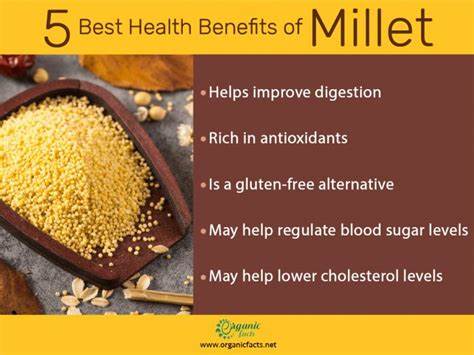 5 Best Health Benefits of Millet
•Helps improve digestion
•Rich in antioxidants
•Is a gluten-free alternative
•May help regulate blood sugar levels
•May help lower cholesterol levels
Organic
facts
www.organicfacts.net